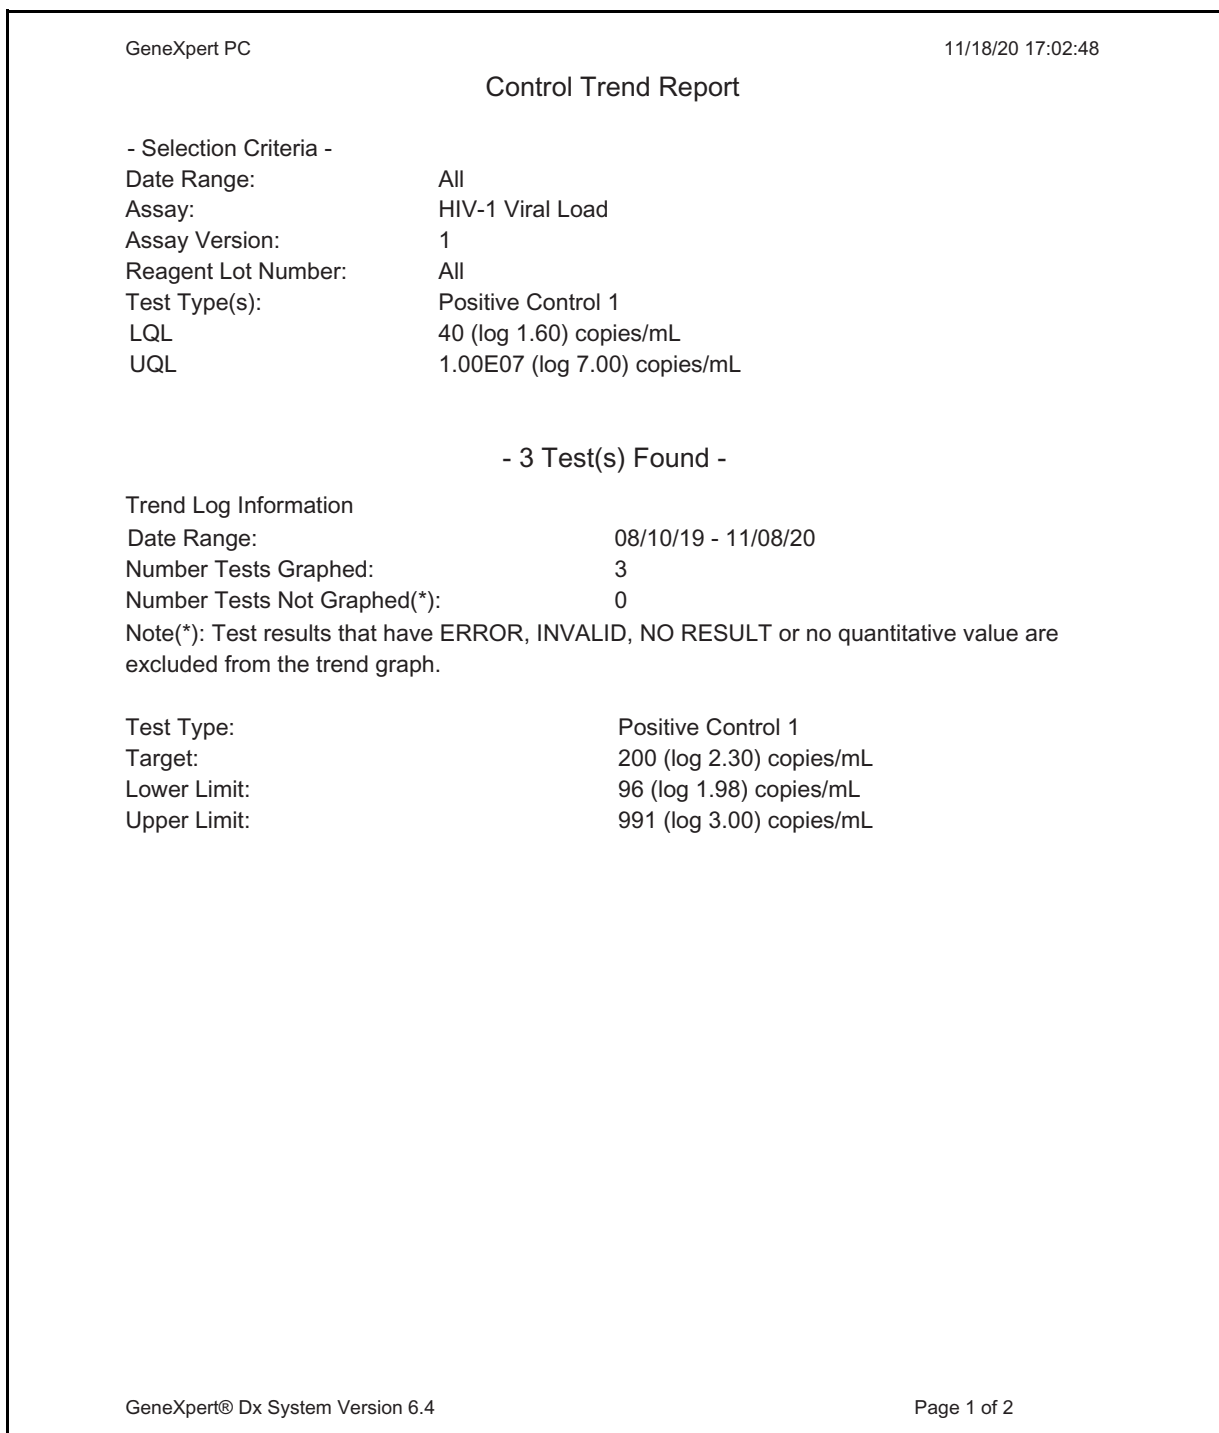 GeneXpert PC 11/18/20 17:02:48
Control Trend Report
- Selection Criteria -
Date Range: All
Assay: HIV-1 Viral Load
Assay Version: 1
Reagent Lot Number: All
Test Type(s): Positive Control 1
LQL 40 (log 1.60) copies/mL
UQL 1.00E07 (log 7.00) copies/mL
- 3 Test(s) Found -
Trend Log Information
Date Range: 08/10/19 - 11/08/20
Number Tests Graphed: 3
Number Tests Not Graphed(*): 0
Note(*): Test results that have ERROR, INVALID, NO RESULT or no quantitative value are
excluded from the trend graph.
Test Type: Positive Control 1
Target: 200 (log 2.30) copies/mL
Lower Limit: 96 (log 1.98) copies/mL
Upper Limit: 991 (log 3.00) copies/mL
GeneXpert® Dx System Version 6.4 Page 1 of 2